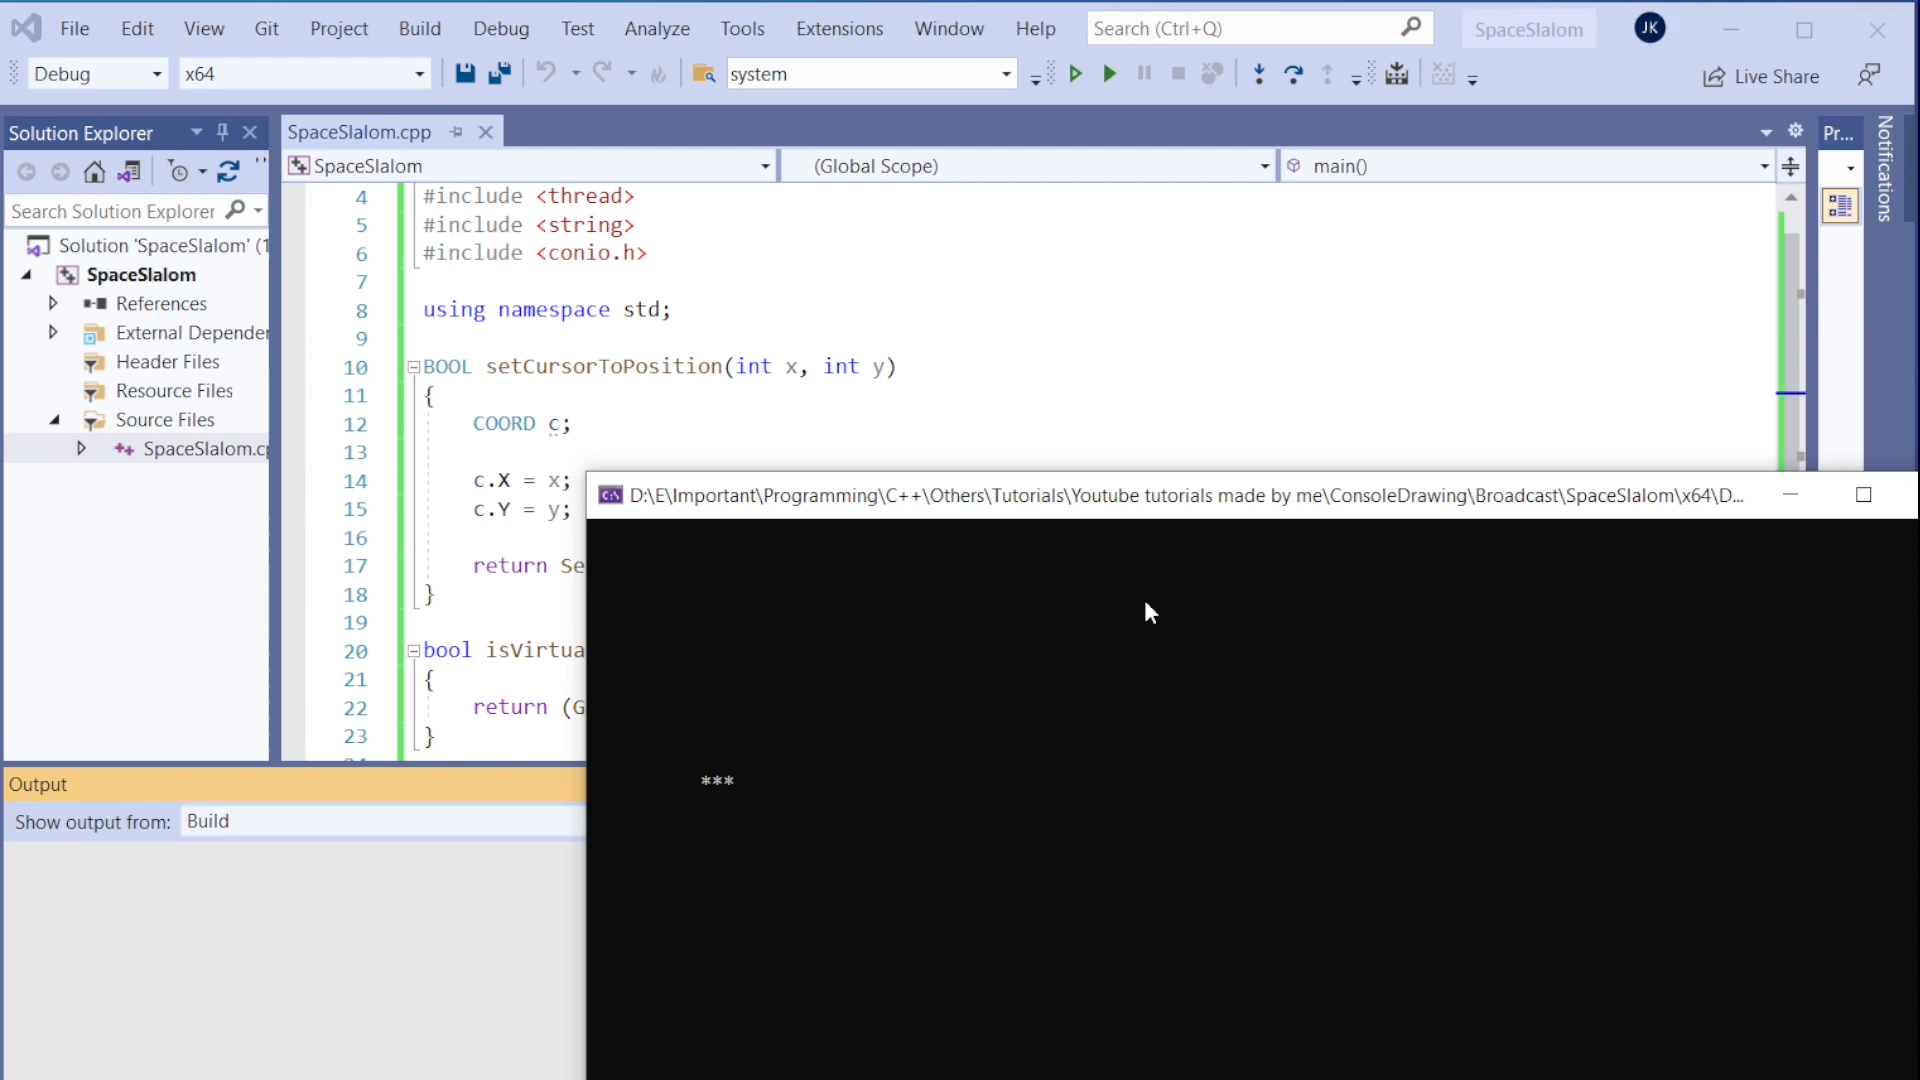 File Edit View Git Project Build Debug Test Analyze Tools Extensions Window Help Search (Ctrl+Q) SpaceSlalom JK
Debug x64 system Live Share
Solution Explorer
Search Solution Explorer
Solution 'SpaceSlalom' (1
SpaceSlalom
References
External Depender
Header Files
Resource Files
Source Files
SpaceSlalom.cp
SpaceSlalom.cpp
SpaceSlalom (Global Scope) main()
4 #include <thread>
5 #include <string>
6 #include <conio.h>
7
8 using namespace std;
9
10 BOOL setCursorToPosition(int x, int y)
11 {
12 COORD c;
13
14 c.X = x;
15 c.Y = y;
16
17 return Se
18 }
19
20 bool isVirtua
21 {
22 return (G
23 }
Pr...
Notifications
Output
Show output from: Build
D:\E\Important\Programming\C++\Others\Tutorials\Youtube tutorials made by me\ConsoleDrawing\Broadcast\SpaceSlalom\x64\D...
***